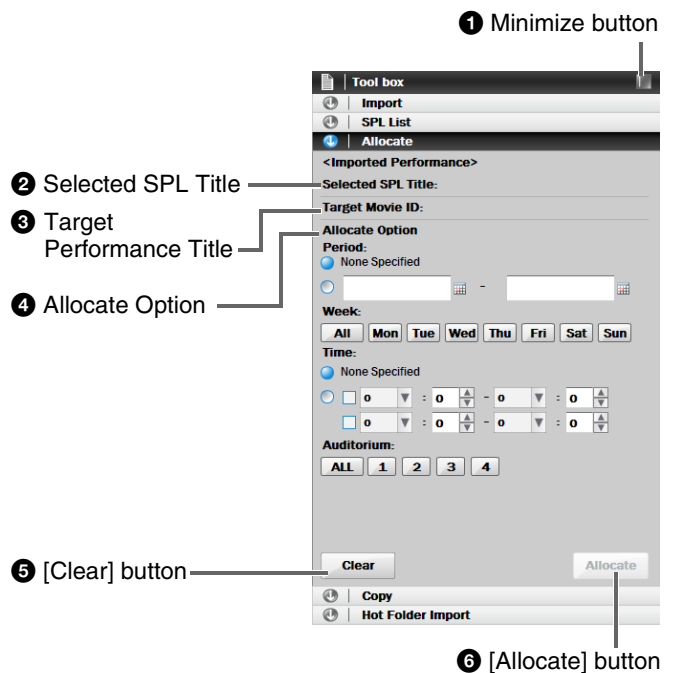 ❶ Minimize button
Tool box
Import
SPL List
Allocate
<Imported Performance>
❷ Selected SPL Title
Selected SPL Title:
❸ Target
Performance Title
Target Movie ID:
❹ Allocate Option
Allocate Option
Period:
None Specified
-
Week:
All Mon Tue Wed Thu Fri Sat Sun
Time:
None Specified
0 : 0 - 0 : 0
0 : 0 - 0 : 0
Auditorium:
ALL 1 2 3 4
❺ [Clear] button
Clear Allocate
Copy
Hot Folder Import
❻ [Allocate] button